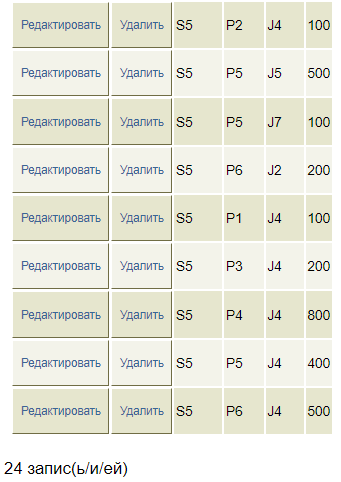 Редактировать Удалить S5 P2 J4 100
Редактировать Удалить S5 P5 J5 500
Редактировать Удалить S5 P5 J7 100
Редактировать Удалить S5 P6 J2 200
Редактировать Удалить S5 P1 J4 100
Редактировать Удалить S5 P3 J4 200
Редактировать Удалить S5 P4 J4 800
Редактировать Удалить S5 P5 J4 400
Редактировать Удалить S5 P6 J4 500
24 запис(ь/и/ей)